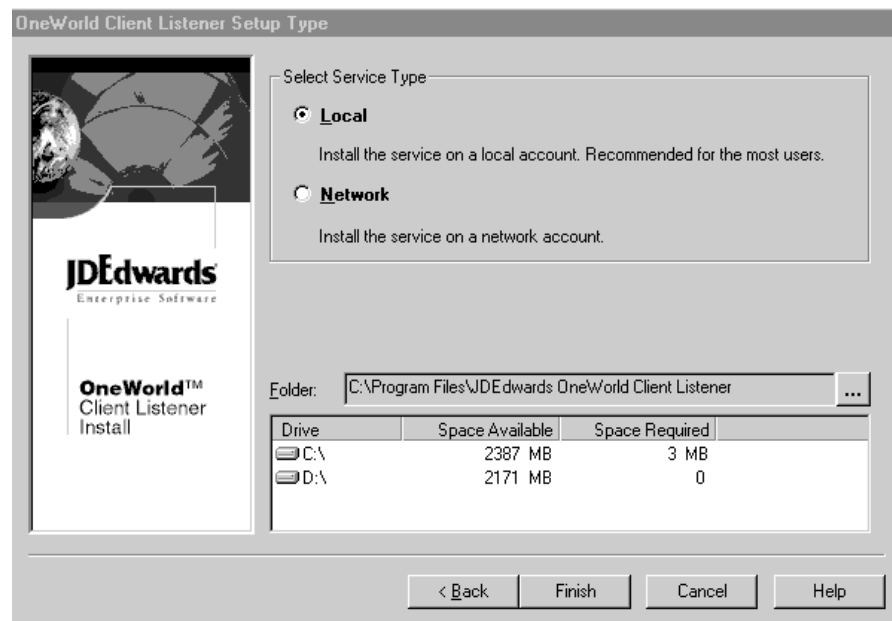 OneWorld Client Listener Setup Type
Select Service Type
Local
Install the service on a local account. Recommended for the most users.
Network
Install the service on a network account.
JDEdwards
Enterprise Software
OneWorld™
Client Listener
Install
Folder: C:\Program Files\JDEdwards OneWorld Client Listener ...
Drive Space Available Space Required
C:\ 2387 MB 3 MB
D:\ 2171 MB 0
< Back Finish Cancel Help